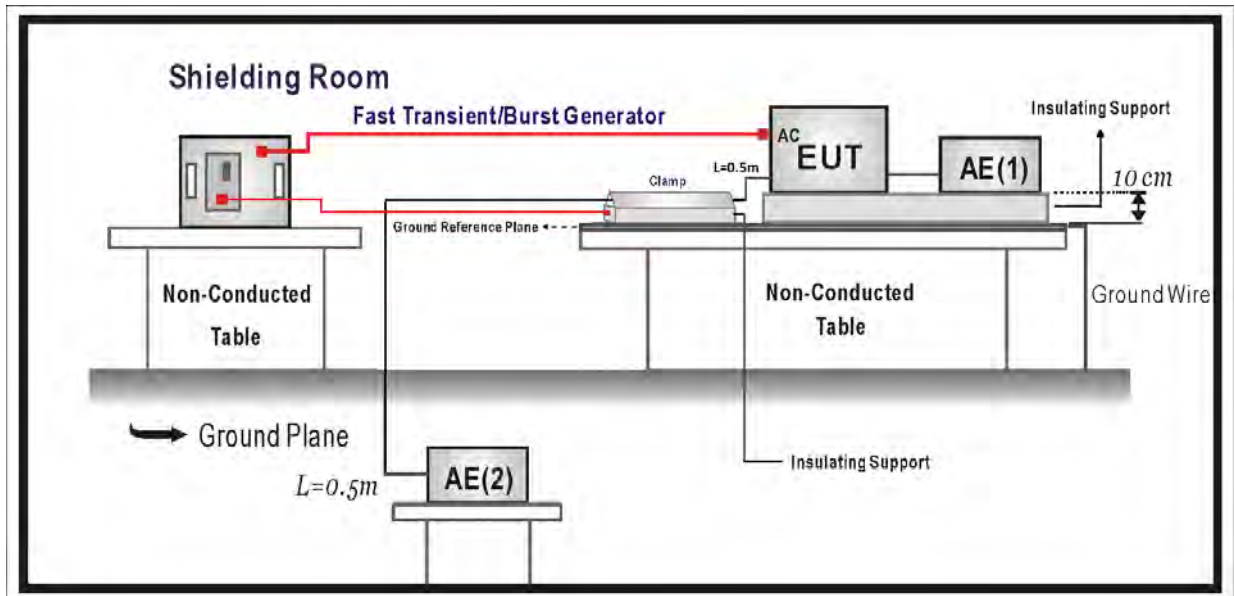 Shielding Room
Fast Transient/Burst Generator
Insulating Support
AC
EUT
AE(1)
L=0.5m
10 cm
Clamp
Ground Reference Plane
Non-Conducted
Table
Non-Conducted
Table
Ground Wire
Ground Plane
Insulating Support
L=0.5m
AE(2)